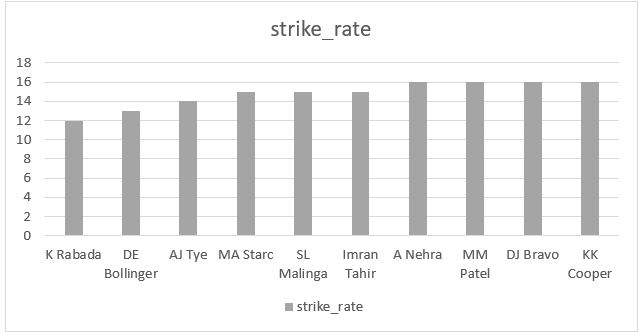 strike_rate
18
16
14
12
10
8
6
4
2
0
K Rabada DE AJ Tye MA Starc SL Imran A Nehra MM DJ Bravo KK
Bollinger Malinga Tahir Patel Cooper
strike_rate